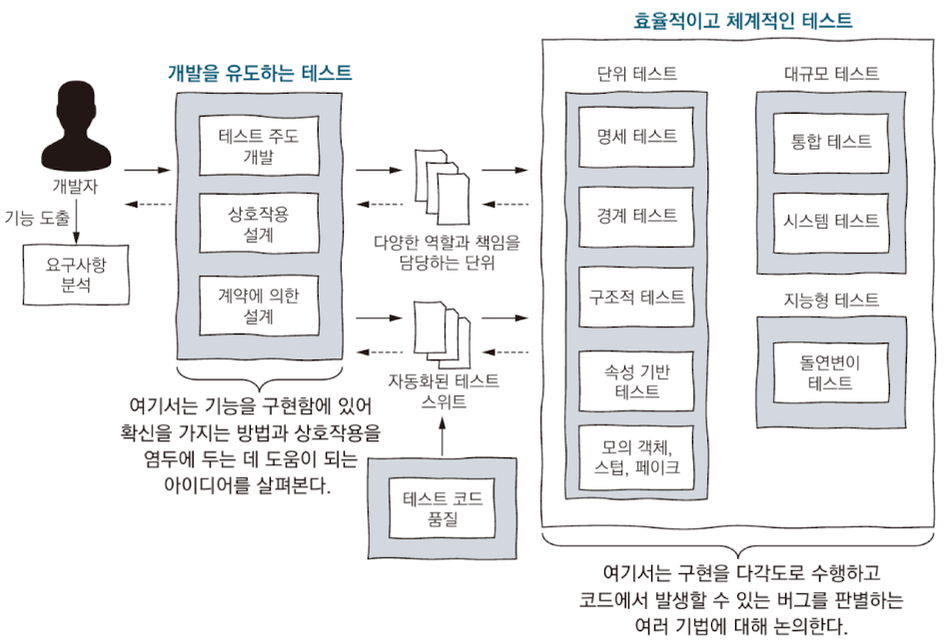 효율적이고 체계적인 테스트
개발을 유도하는 테스트
개발자
기능 도출
요구사항
분석
테스트 주도
개발
상호작용
설계
계약에 의한
설계
여기서는 기능을 구현함에 있어
확신을 가지는 방법과 상호작용을
염두에 두는 데 도움이 되는
아이디어를 살펴본다.
다양한 역할과 책임을
담당하는 단위
자동화된 테스트
스위트
테스트 코드
품질
단위 테스트
명세 테스트
경계 테스트
구조적 테스트
속성 기반
테스트
모의 객체,
스텁, 페이크
대규모 테스트
통합 테스트
시스템 테스트
지능형 테스트
돌연변이
테스트
여기서는 구현을 다각도로 수행하고
코드에서 발생할 수 있는 버그를 판별하는
여러 기법에 대해 논의한다.